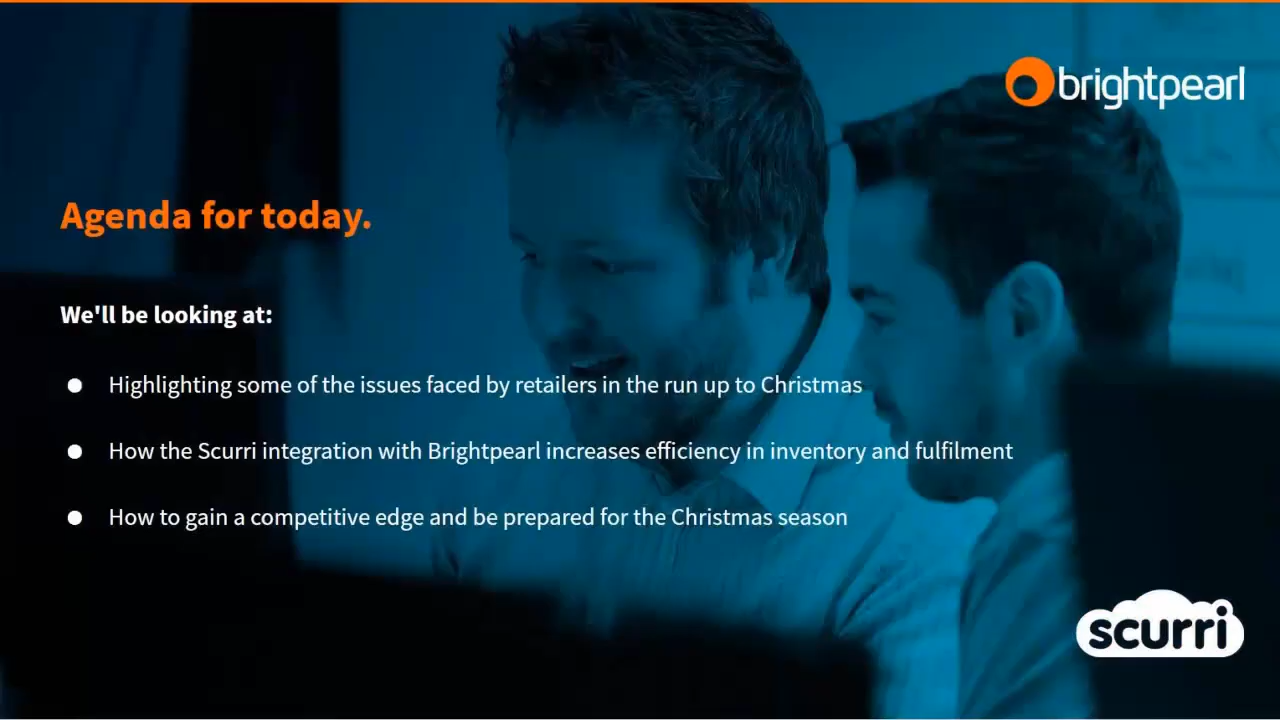 brightpearl
Agenda for today.
We'll be looking at:
● Highlighting some of the issues faced by retailers in the run up to Christmas
● How the Scurri integration with Brightpearl increases efficiency in inventory and fulfilment
● How to gain a competitive edge and be prepared for the Christmas season
scurri